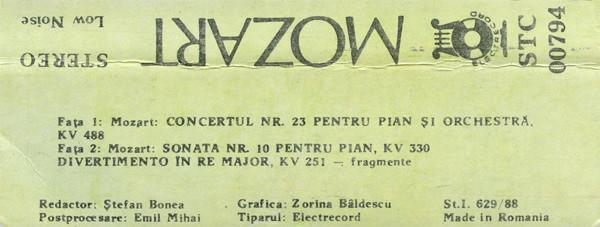 STEREO
Low Noise
MOZART
ELECTRECORD
STC
00794
Fața 1: Mozart: CONCERTUL NR. 23 PENTRU PIAN ȘI ORCHESTRĂ,
KV 488
Fața 2: Mozart: SONATA NR. 10 PENTRU PIAN, KV 330
DIVERTIMENTO ÎN RE MAJOR, KV 251 — fragmente
Redactor: Ștefan Bonea Grafica: Zorina Băldescu St.I. 629/88
Postprocesare: Emil Mihai Tiparul: Electrecord Made in Romania